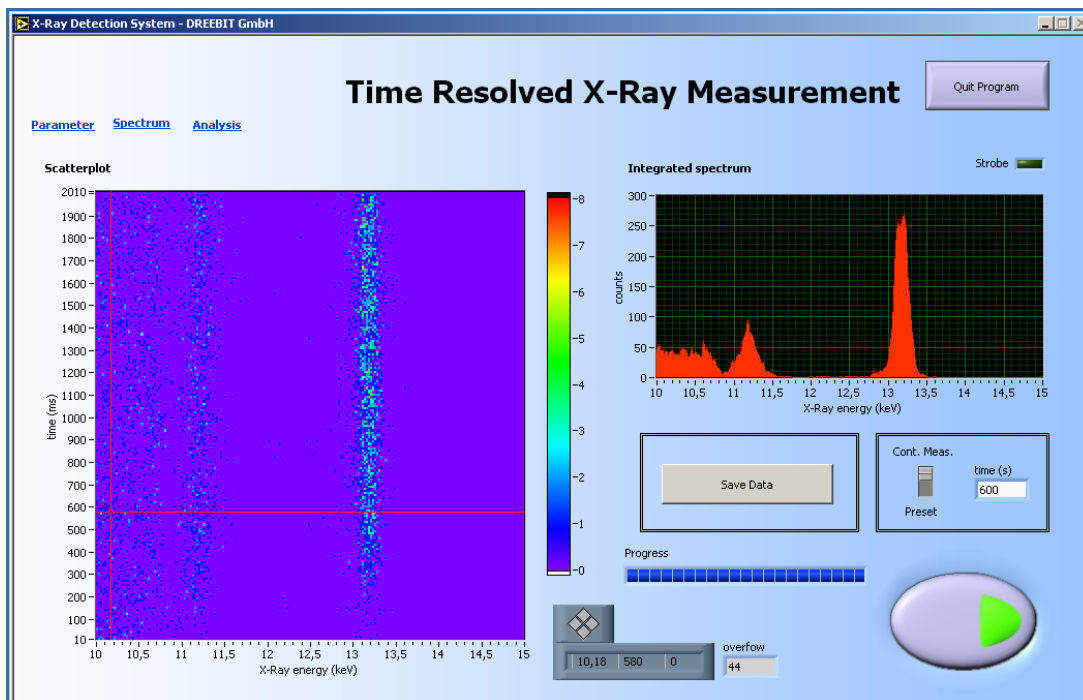 X-Ray Detection System - DREEBIT GmbH
Time Resolved X-Ray Measurement
Quit Program
Parameter Spectrum Analysis
Scatterplot
2010
1900
1800
1700
1600
1500
1400
1300
1200
1100
1000
900
800
700
600
500
400
300
200
100
10
time (ms)
10 10,5 11 11,5 12 12,5 13 13,5 14 14,5 15
X-Ray energy (keV)
8
7
6
5
4
3
2
1
0
Integrated spectrum
Strobe
300
250
200
150
100
50
0
counts
10 10,5 11 11,5 12 12,5 13 13,5 14 14,5 15
X-Ray energy (keV)
Save Data
Cont. Meas.
Preset
time (s)
600
Progress
10,18 580 0
overfow
44